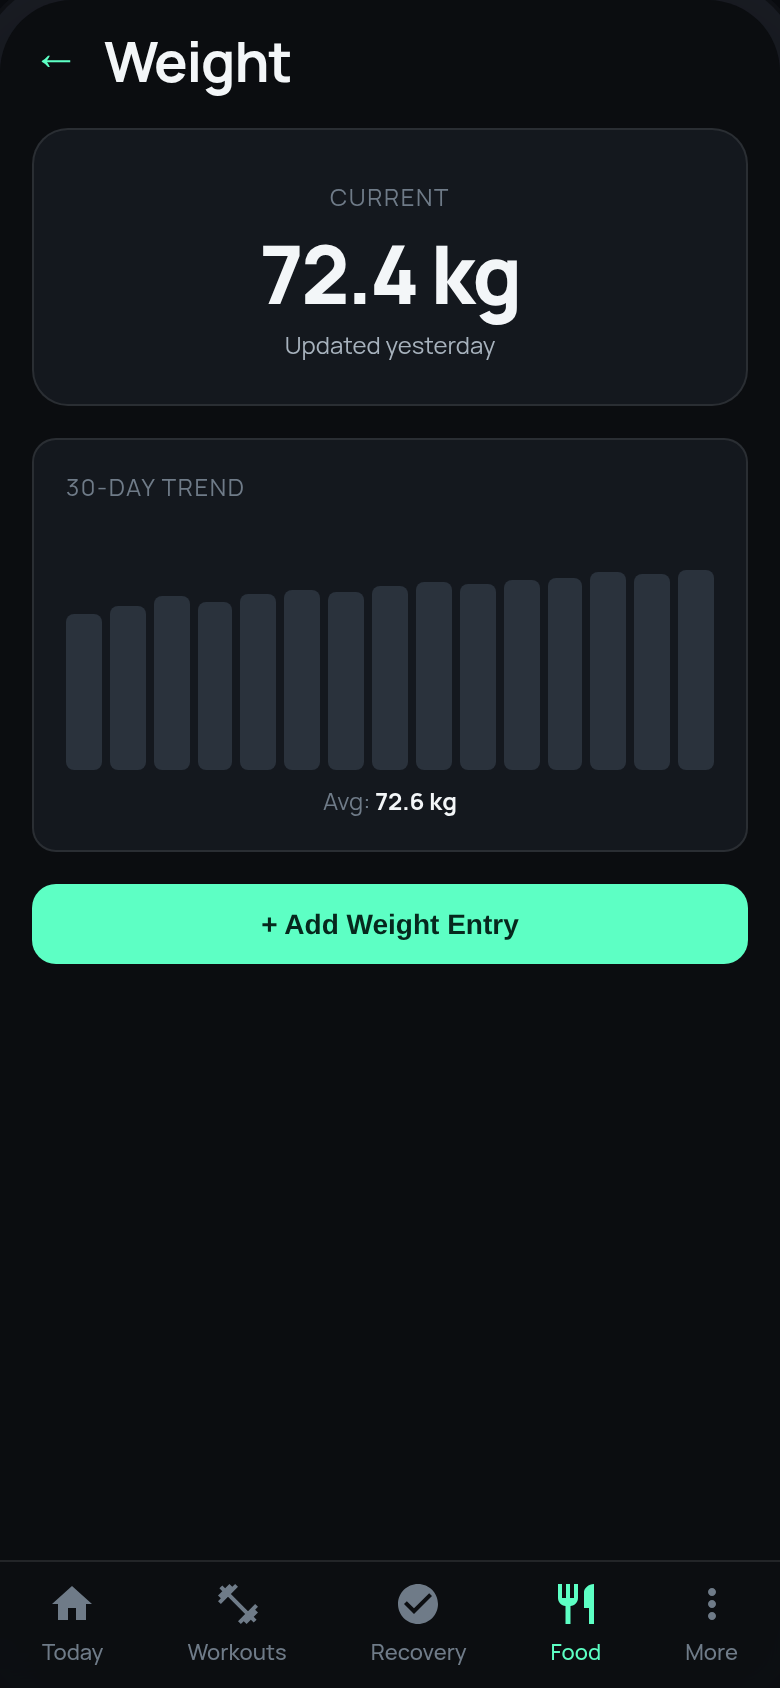 ← Weight
CURRENT
72.4 kg
Updated yesterday
30-DAY TREND
Avg: 72.6 kg
+ Add Weight Entry
Today Workouts Recovery Food More